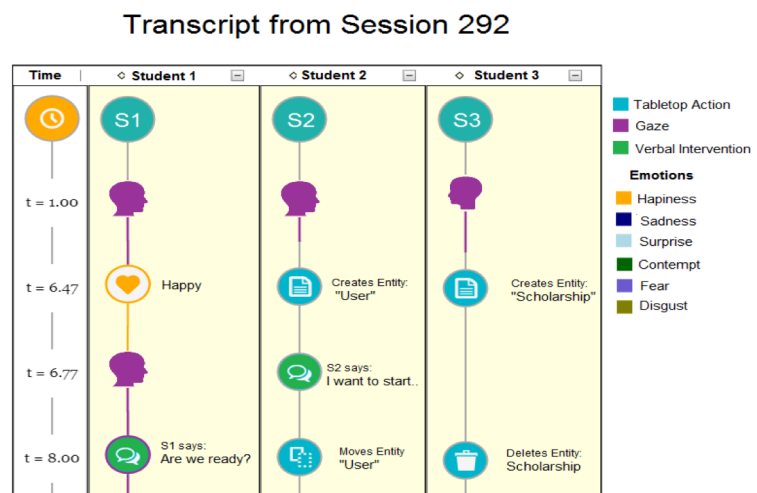 Transcript from Session 292
Time Student 1 Student 2 Student 3
S1 S2 S3
Tabletop Action
Gaze
Verbal Intervention
Emotions
Hapiness
Sadness
Surprise
Contempt
Fear
Disgust
t = 1.00
t = 6.47
Happy
Creates Entity:
"User"
Creates Entity:
"Scholarship"
t = 6.77
S2 says:
I want to start..
t = 8.00
S1 says:
Are we ready?
Moves Entity
"User"
Deletes Entity:
Scholarship